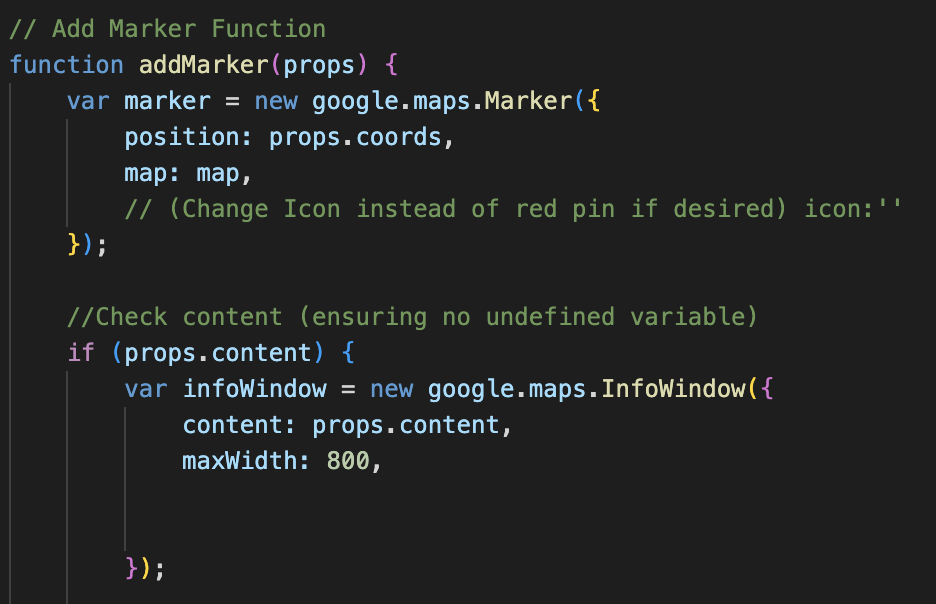 // Add Marker Function
function addMarker(props) {
    var marker = new google.maps.Marker({
        position: props.coords,
        map: map,
        // (Change Icon instead of red pin if desired) icon:''
    });

    //Check content (ensuring no undefined variable)
    if (props.content) {
        var infoWindow = new google.maps.InfoWindow({
            content: props.content,
            maxWidth: 800,


        });